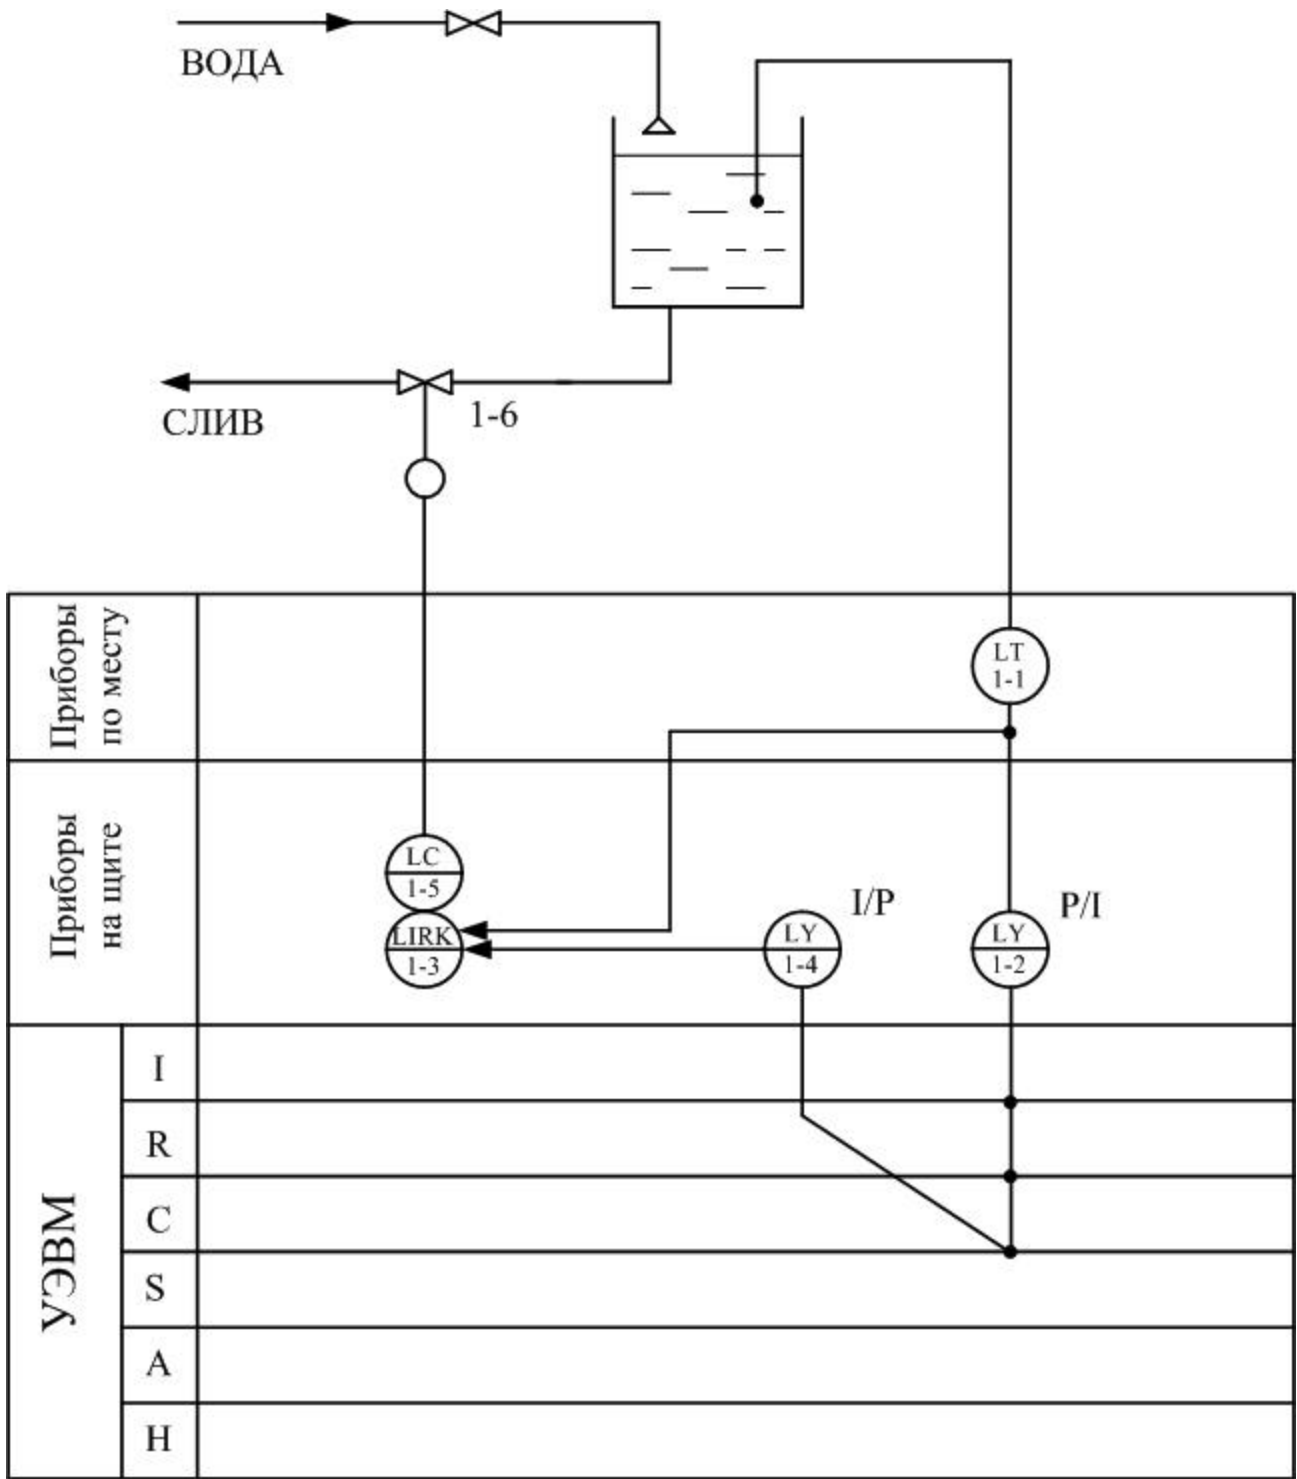 ВОДА
СЛИВ
1-6
Приборы
по месту
LT
1-1
Приборы
на щите
LC
1-5
LIRK
1-3
I/P
LY
1-4
P/I
LY
1-2
УЭВМ
I
R
C
S
A
H